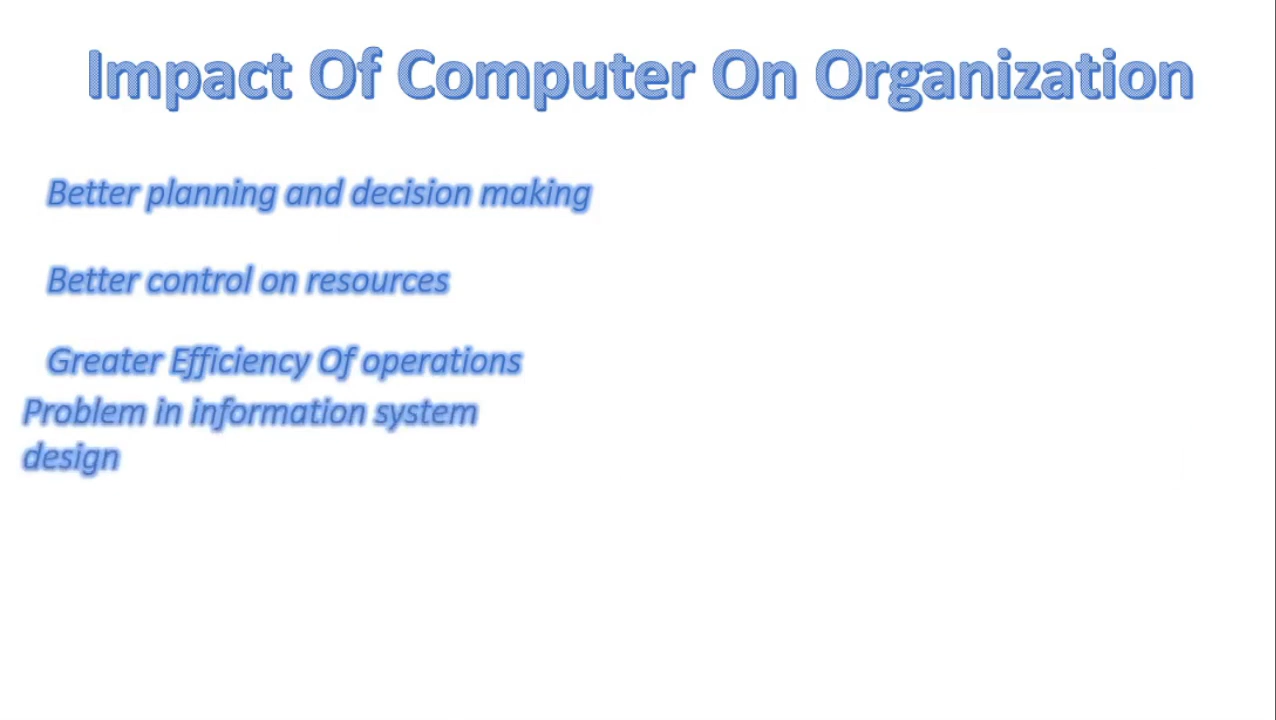 Impact Of Computer On Organization
Better planning and decision making
Better control on resources
Greater Efficiency Of operations
Problem in information system
design